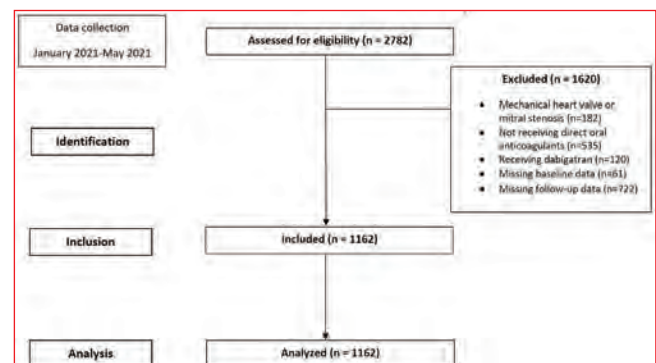 Data collection
January 2021-May 2021
Assessed for eligibility (n = 2782)
Excluded (n = 1620)
• Mechanical heart valve or
mitral stenosis (n=182)
• Not receiving direct oral
anticoagulants (n=535)
• Receiving dabigatran (n=120)
• Missing baseline data (n=61)
• Missing follow-up data (n=722)
Identification
Inclusion
Included (n = 1162)
Analysis
Analyzed (n = 1162)